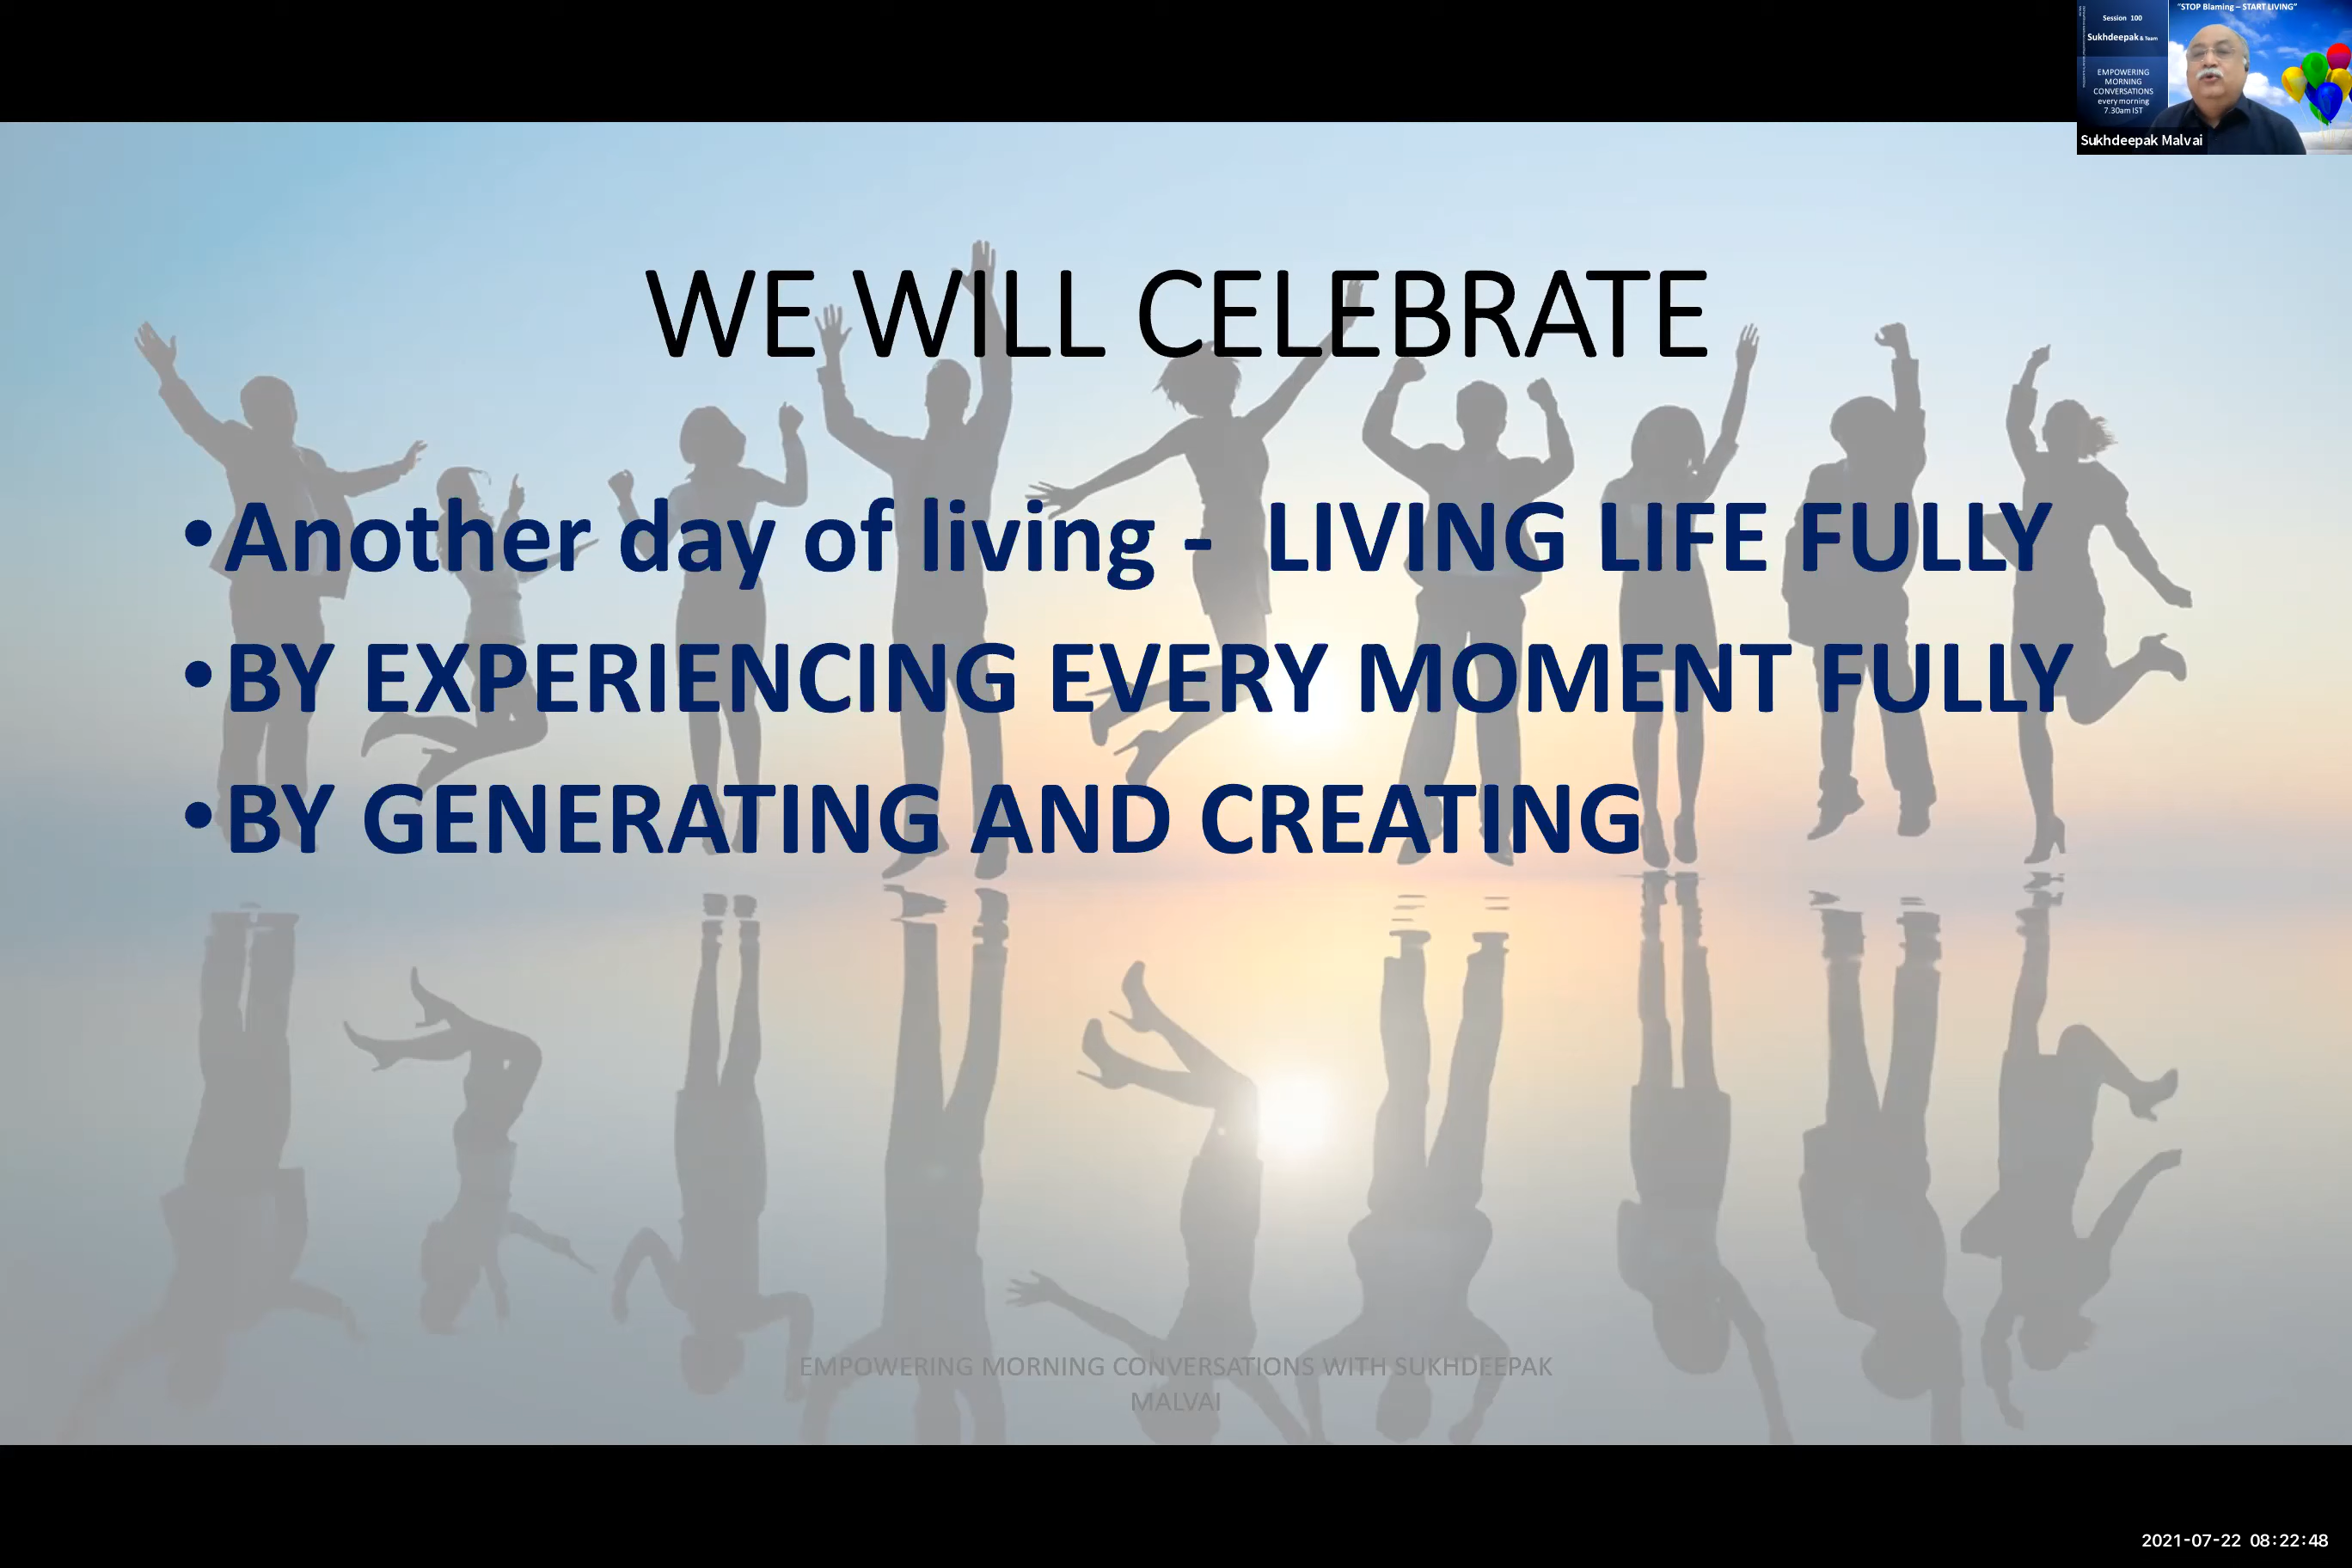 "STOP Blaming – START LIVING"
Session 100
Sukhdeepak & Team
EMPOWERING
MORNING
CONVERSATIONS
every morning
7.30am IST
Sukhdeepak Malvai
WE WILL CELEBRATE
•Another day of living - LIVING LIFE FULLY
•BY EXPERIENCING EVERY MOMENT FULLY
•BY GENERATING AND CREATING
EMPOWERING MORNING CONVERSATIONS WITH SUKHDEEPAK
MALVAI
2021-07-22 08:22:48